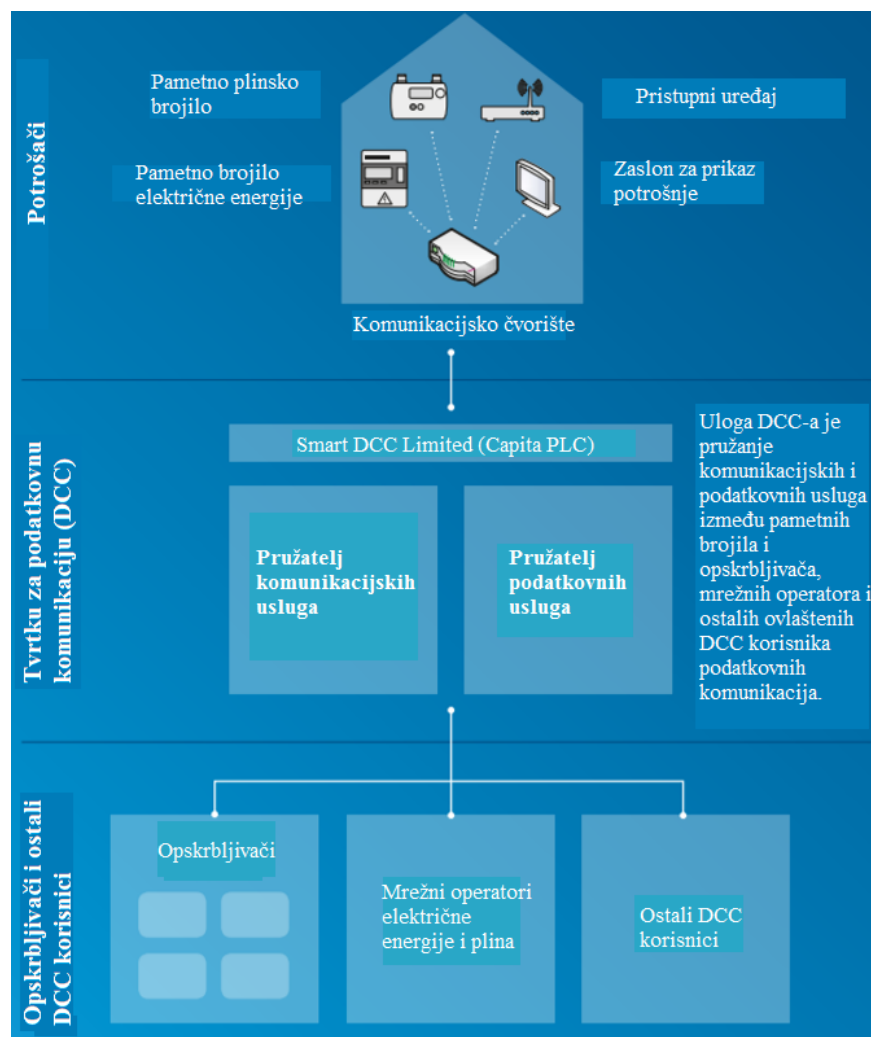 Potrošači
Pametno plinsko
brojilo
Pristupni uređaj
Pametno brojilo
električne energije
Zaslon za prikaz
potrošnje
Komunikacijsko čvorište
Tvrtku za podatkovnu
komunikaciju (DCC)
Smart DCC Limited (Capita PLC)
Pružatelj
komunikacijskih
usluga
Pružatelj
podatkovnih
usluga
Uloga DCC-a je
pružanje
komunikacijskih i
podatkovnih usluga
između pametnih
brojila i
opskrbljivača,
mrežnih operatora i
ostalih ovlaštenih
DCC korisnika
podatkovnih
komunikacija.
Opskrbljivači i ostali
DCC korisnici
Opskrbljivači
Mrežni operatori
električne
energije i plina
Ostali DCC
korisnici